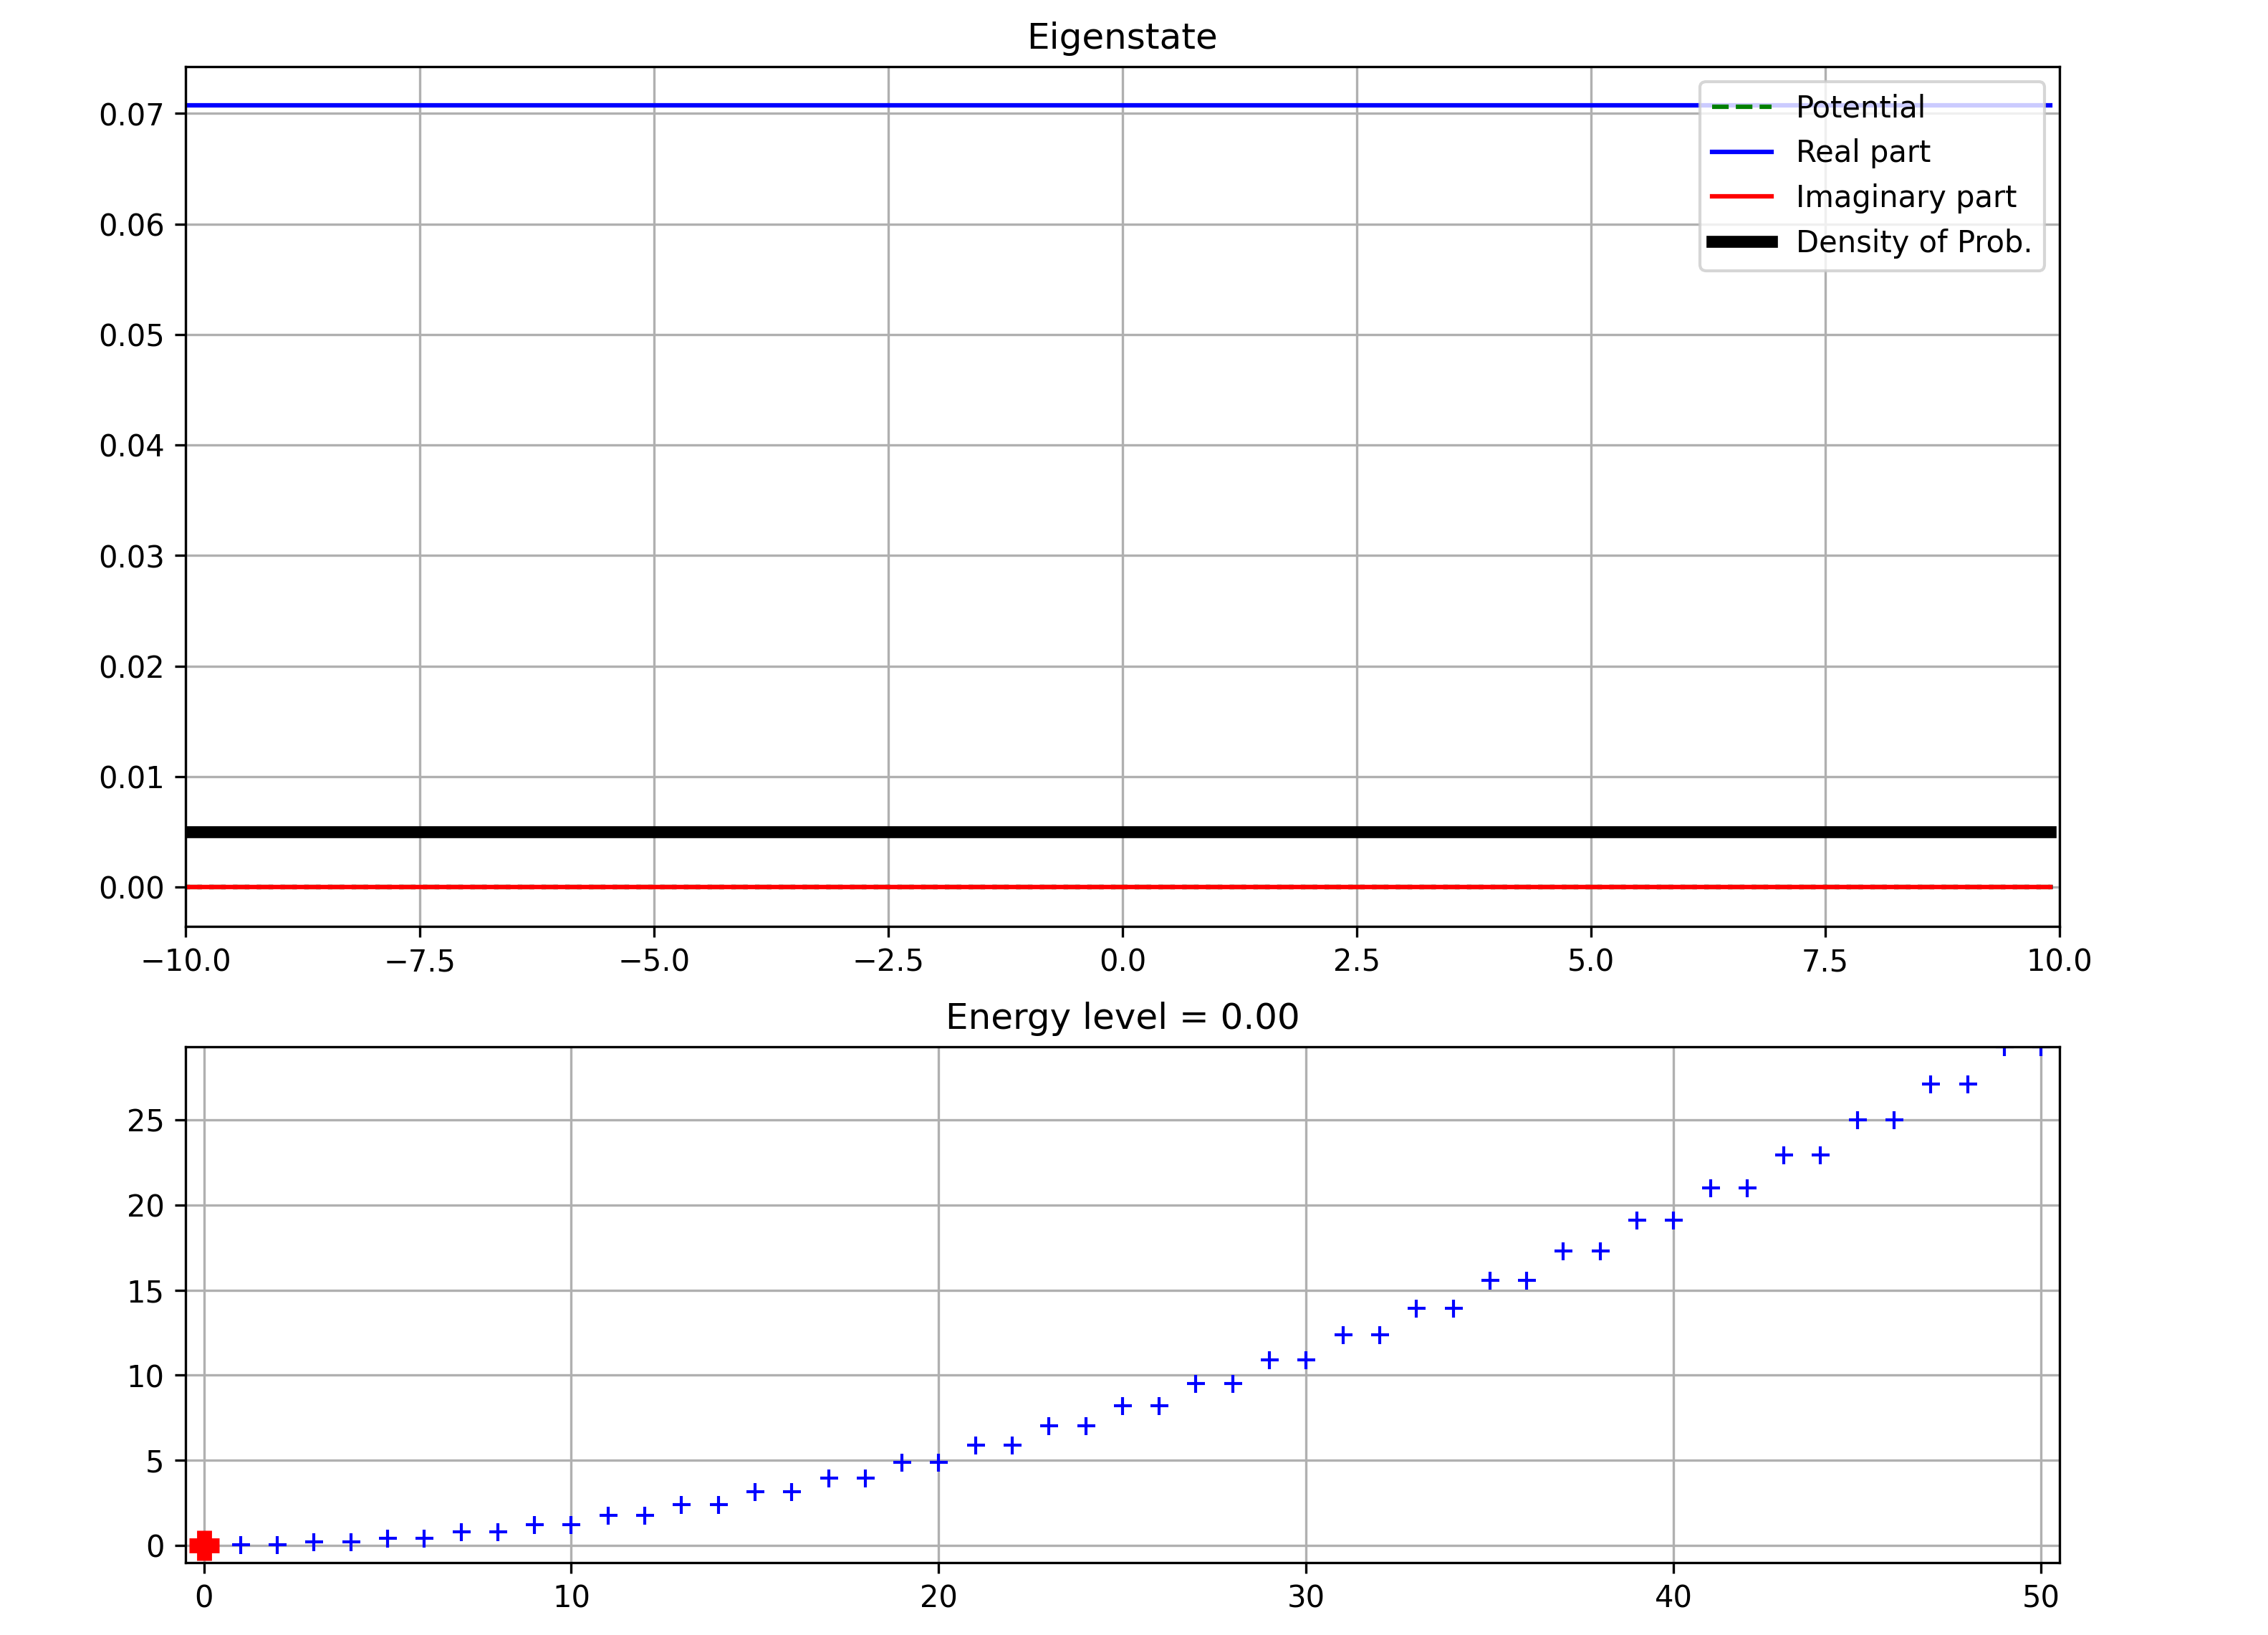 Eigenstate
0.07
0.06
0.05
0.04
0.03
0.02
0.01
0.00
Potential
Real part
Imaginary part
Density of Prob.
−10.0 −7.5 −5.0 −2.5 0.0 2.5 5.0 7.5 10.0
Energy level = 0.00
25
20
15
10
5
0
0 10 20 30 40 50